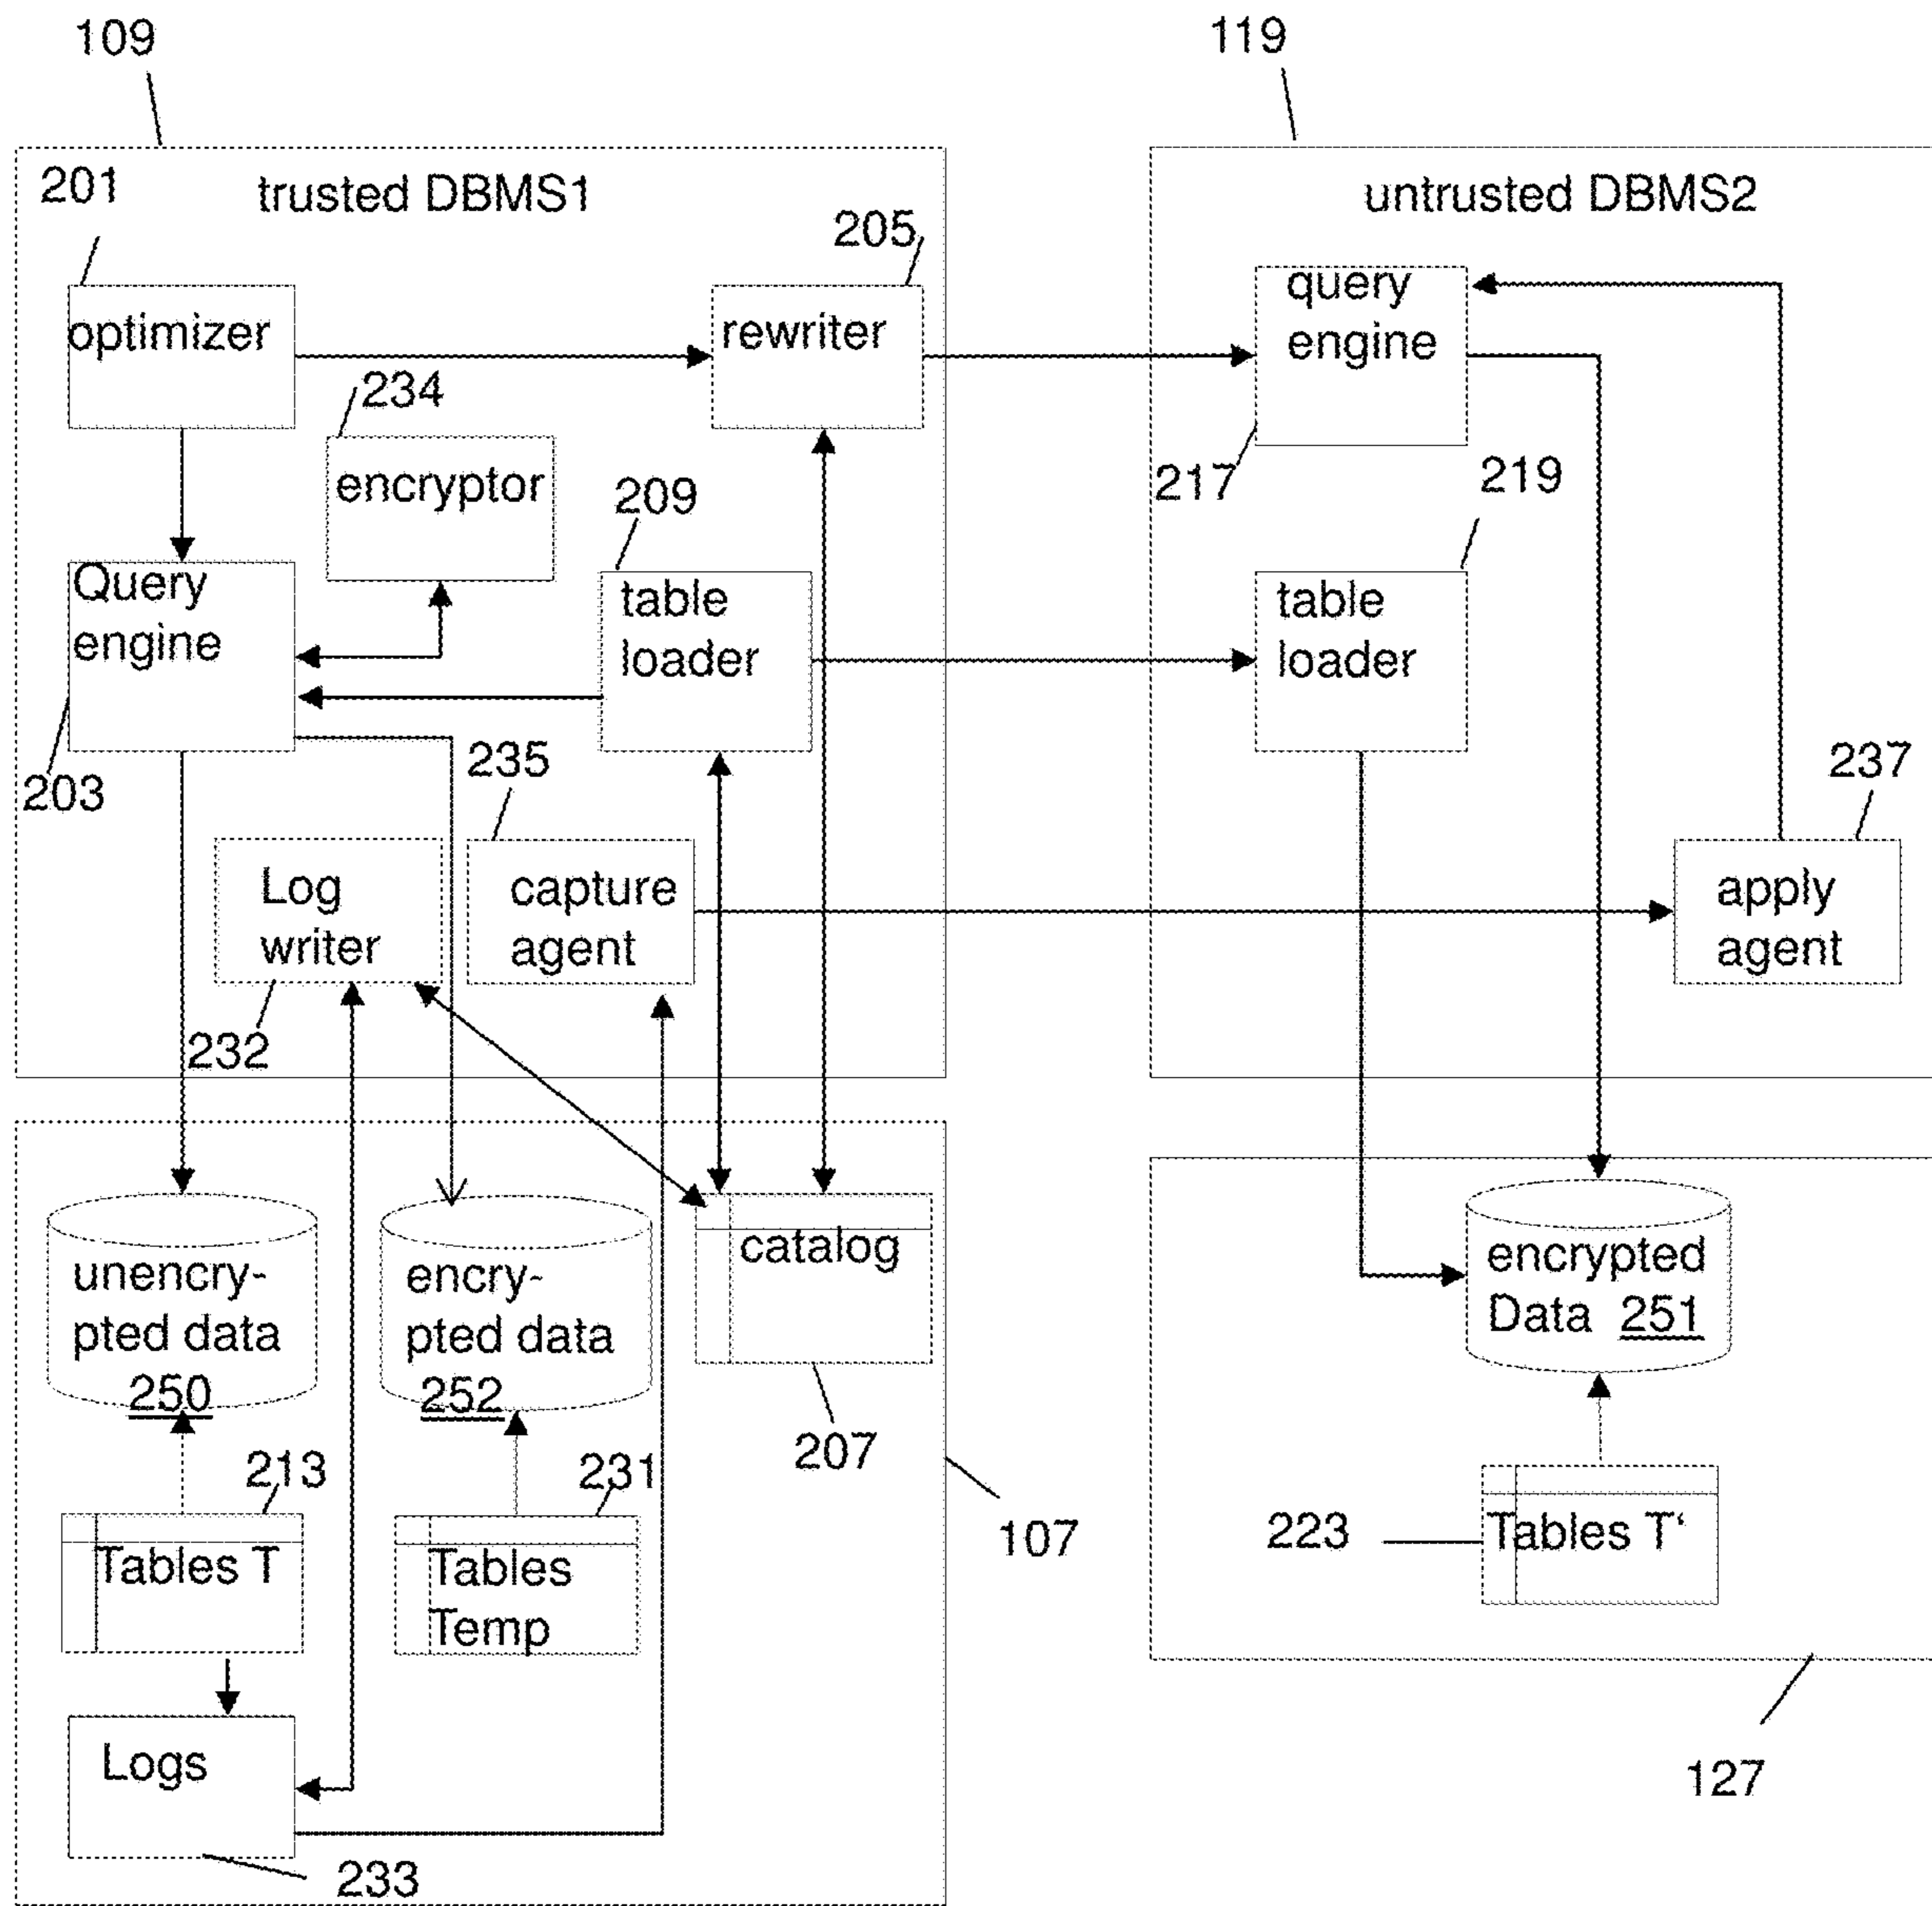 109
119
201
trusted DBMS1
untrusted DBMS2
205
optimizer
rewriter
query
engine
234
encryptor
209
217
219
Query
engine
table
loader
table
loader
203
235
237
Log
writer
capture
agent
apply
agent
232
unencry-
pted data
250
encry-
pted data
252
catalog
encrypted
Data 251
207
213
231
107
223
Tables T
Tables
Temp
Tables T‘
Logs
127
233